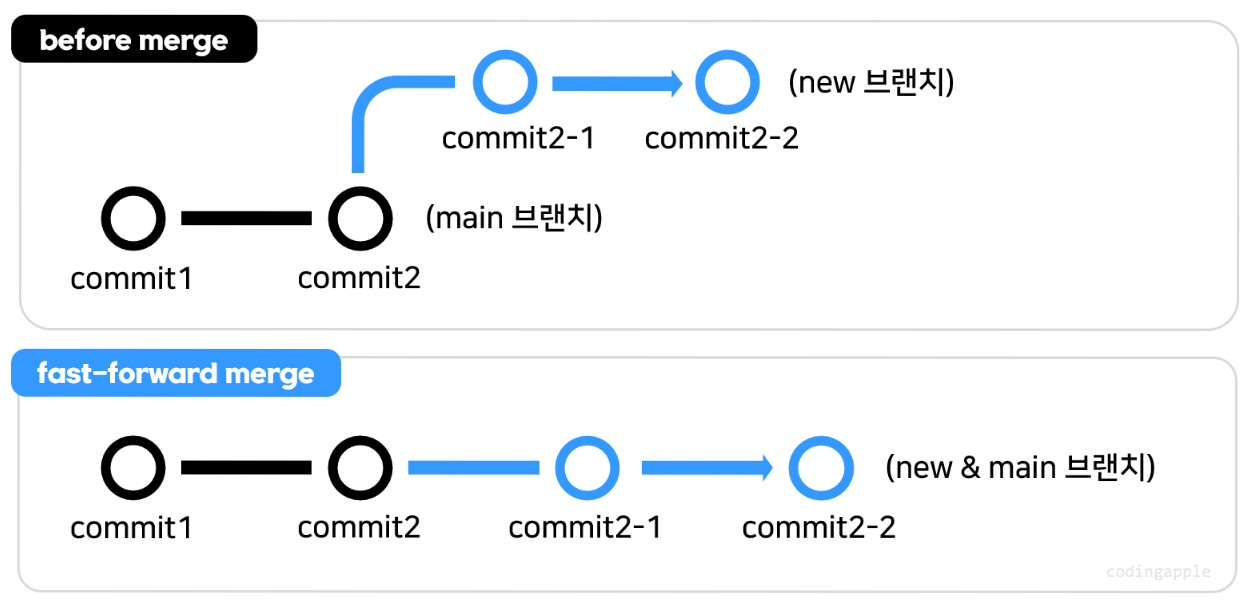 before merge
(new 브랜치)
commit2-1
commit2-2
(main 브랜치)
commit1
commit2
fast-forward merge
(new & main 브랜치)
commit1
commit2
commit2-1
commit2-2
codingapple